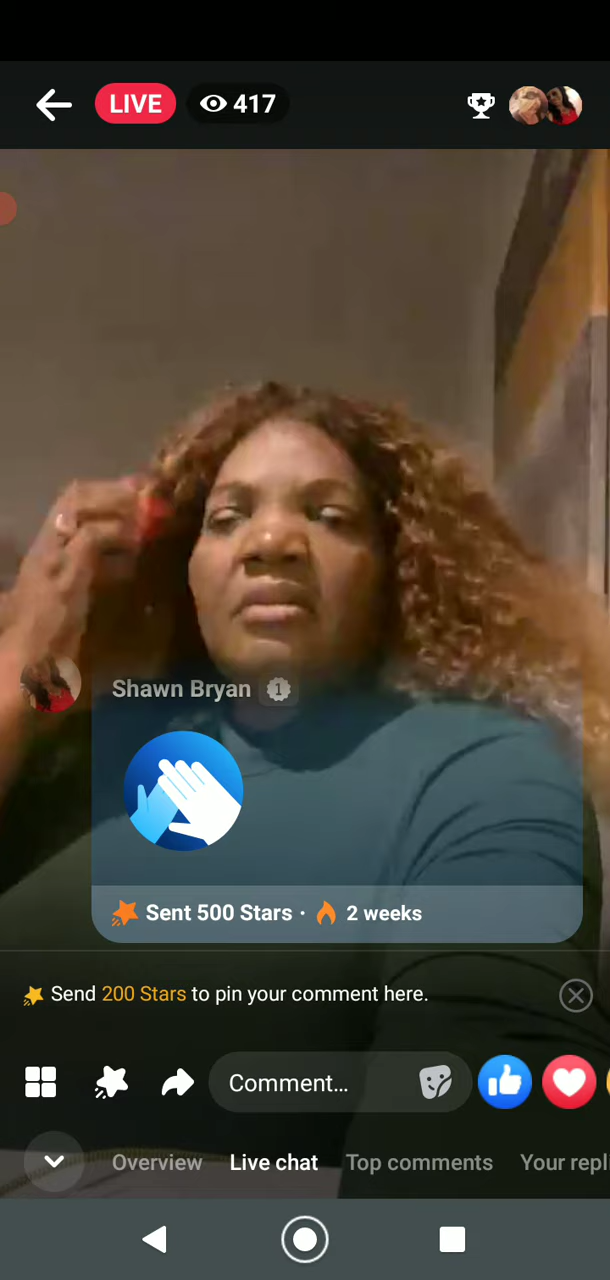 LIVE
417
Shawn Bryan
1
Sent 500 Stars · 2 weeks
Send 200 Stars to pin your comment here.
Comment...
Overview Live chat Top comments Your repli